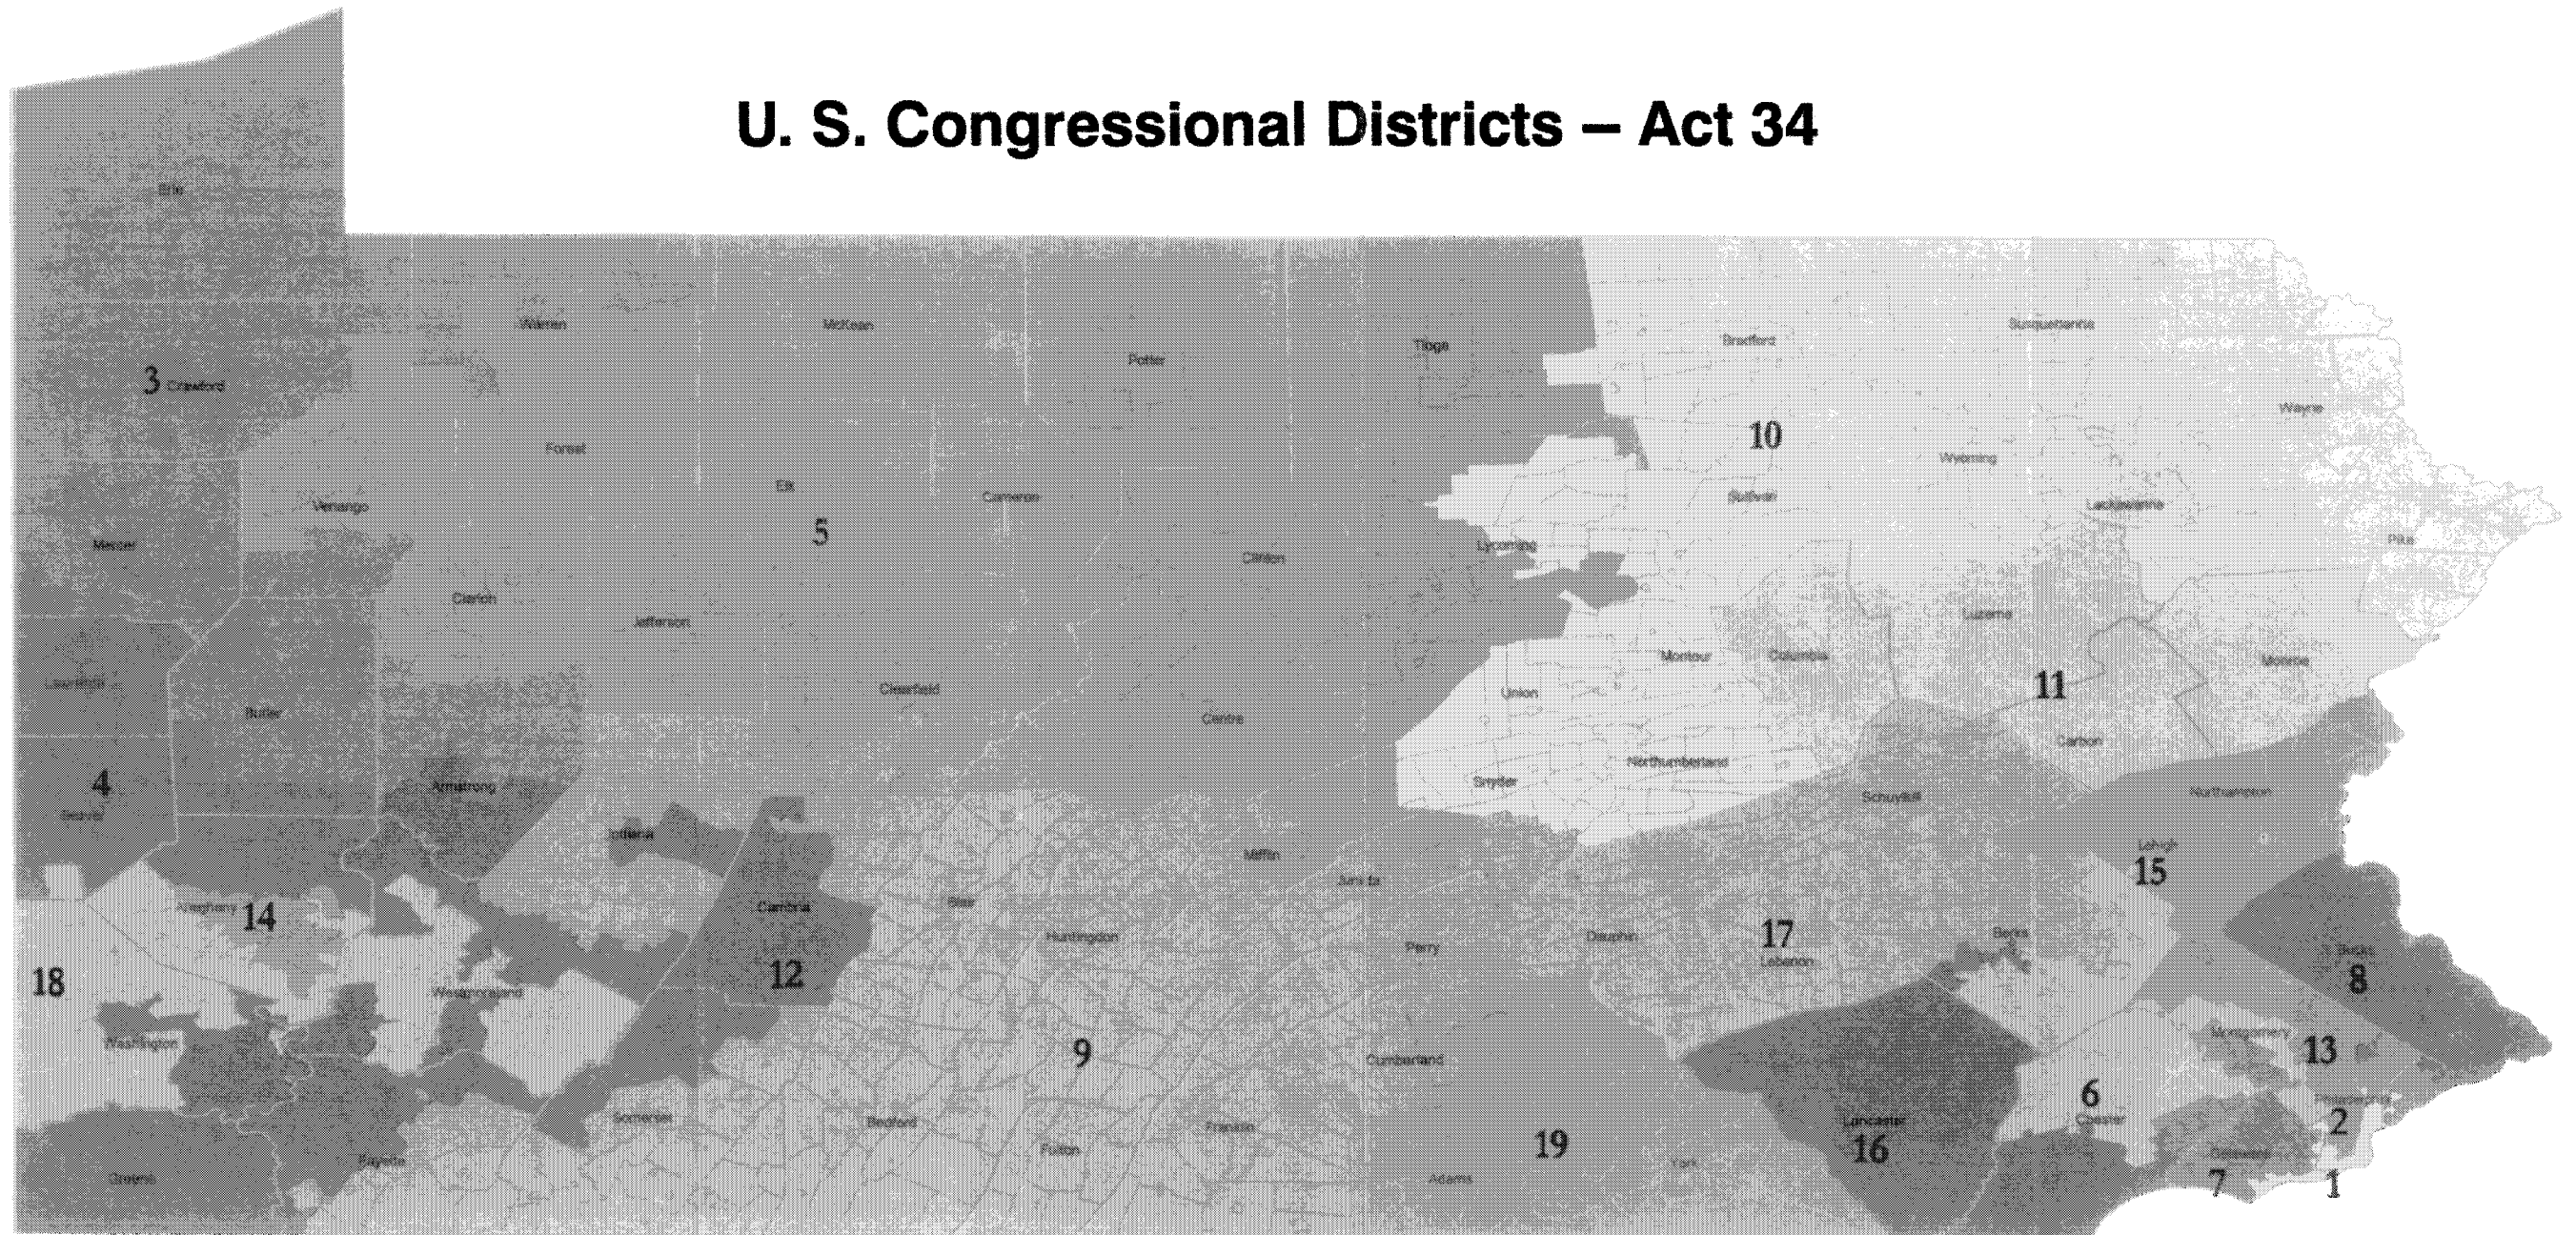 U. S. Congressional Districts – Act 34
Erie
Warren
McKean
Susquehanna
Bradford
Tioga
Potter
3 Crawford
Wayne
10
Forest
Wyoming
Elk
Cameron
Sullivan
Venango
Lackawanna
5
Mercer
Lycoming
Pike
Clinton
Clarion
Luzerne
Jefferson
Montour
Columbia
Monroe
Lawrence
Clearfield
11
Union
Butler
Centre
Carbon
Northumberland
4
Armstrong
Snyder
Northampton
Schuylkill
Beaver
Indiana
Lehigh
Mifflin
15
Juniata
Blair
Allegheny 14
Cambria
Huntingdon
Dauphin
17
Berks
Perry
Bucks
Lebanon
18
12
8
Westmoreland
Montgomery
Washington
9
13
Cumberland
6
Philadelphia
Somerset
Bedford
Franklin
Lancaster
Chester
2
Fulton
19
16
Fayette
York
Delaware
Greene
Adams
7
1